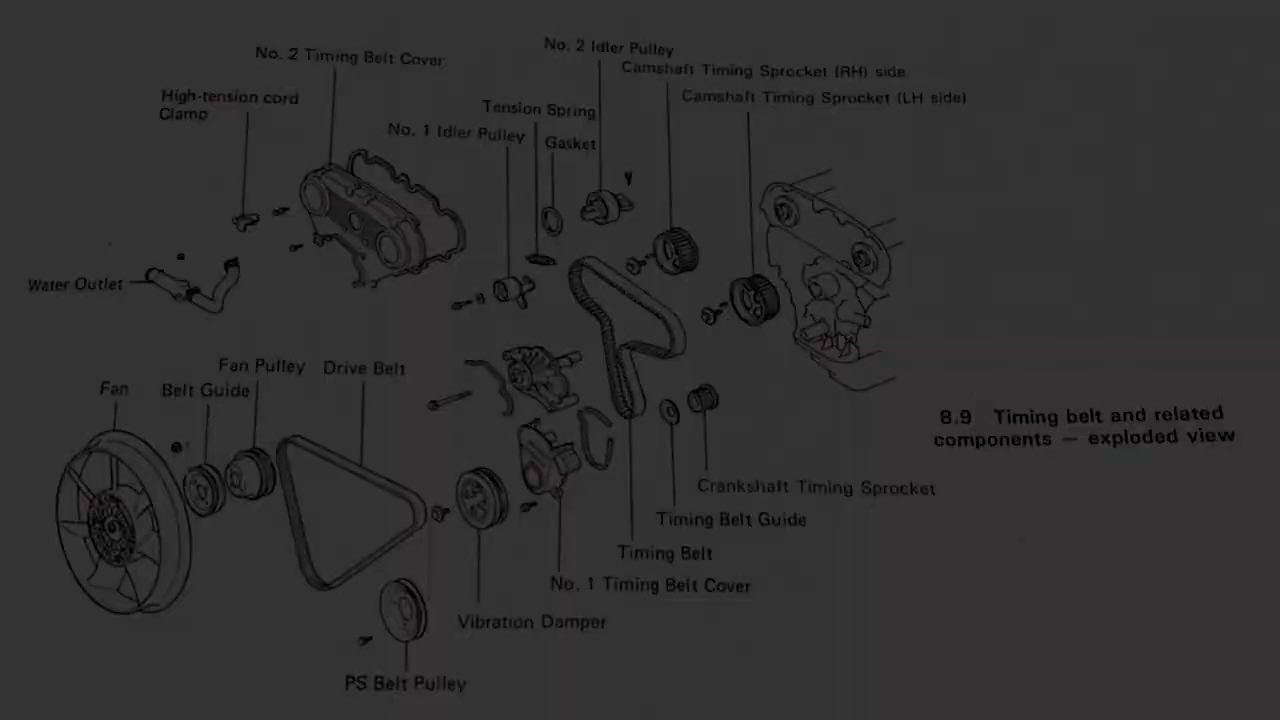 No. 2 Idler Pulley
No. 2 Timing Belt Cover
Camshaft Timing Sprocket (RH) side
High-tension cord
Clamp
Camshaft Timing Sprocket (LH side)
Tension Spring
No. 1 Idler Pulley
Gasket
Water Outlet
Fan Pulley
Drive Belt
Fan
Belt Guide
8.9 Timing belt and related
components — exploded view
Crankshaft Timing Sprocket
Timing Belt Guide
Timing Belt
No. 1 Timing Belt Cover
Vibration Damper
PS Belt Pulley